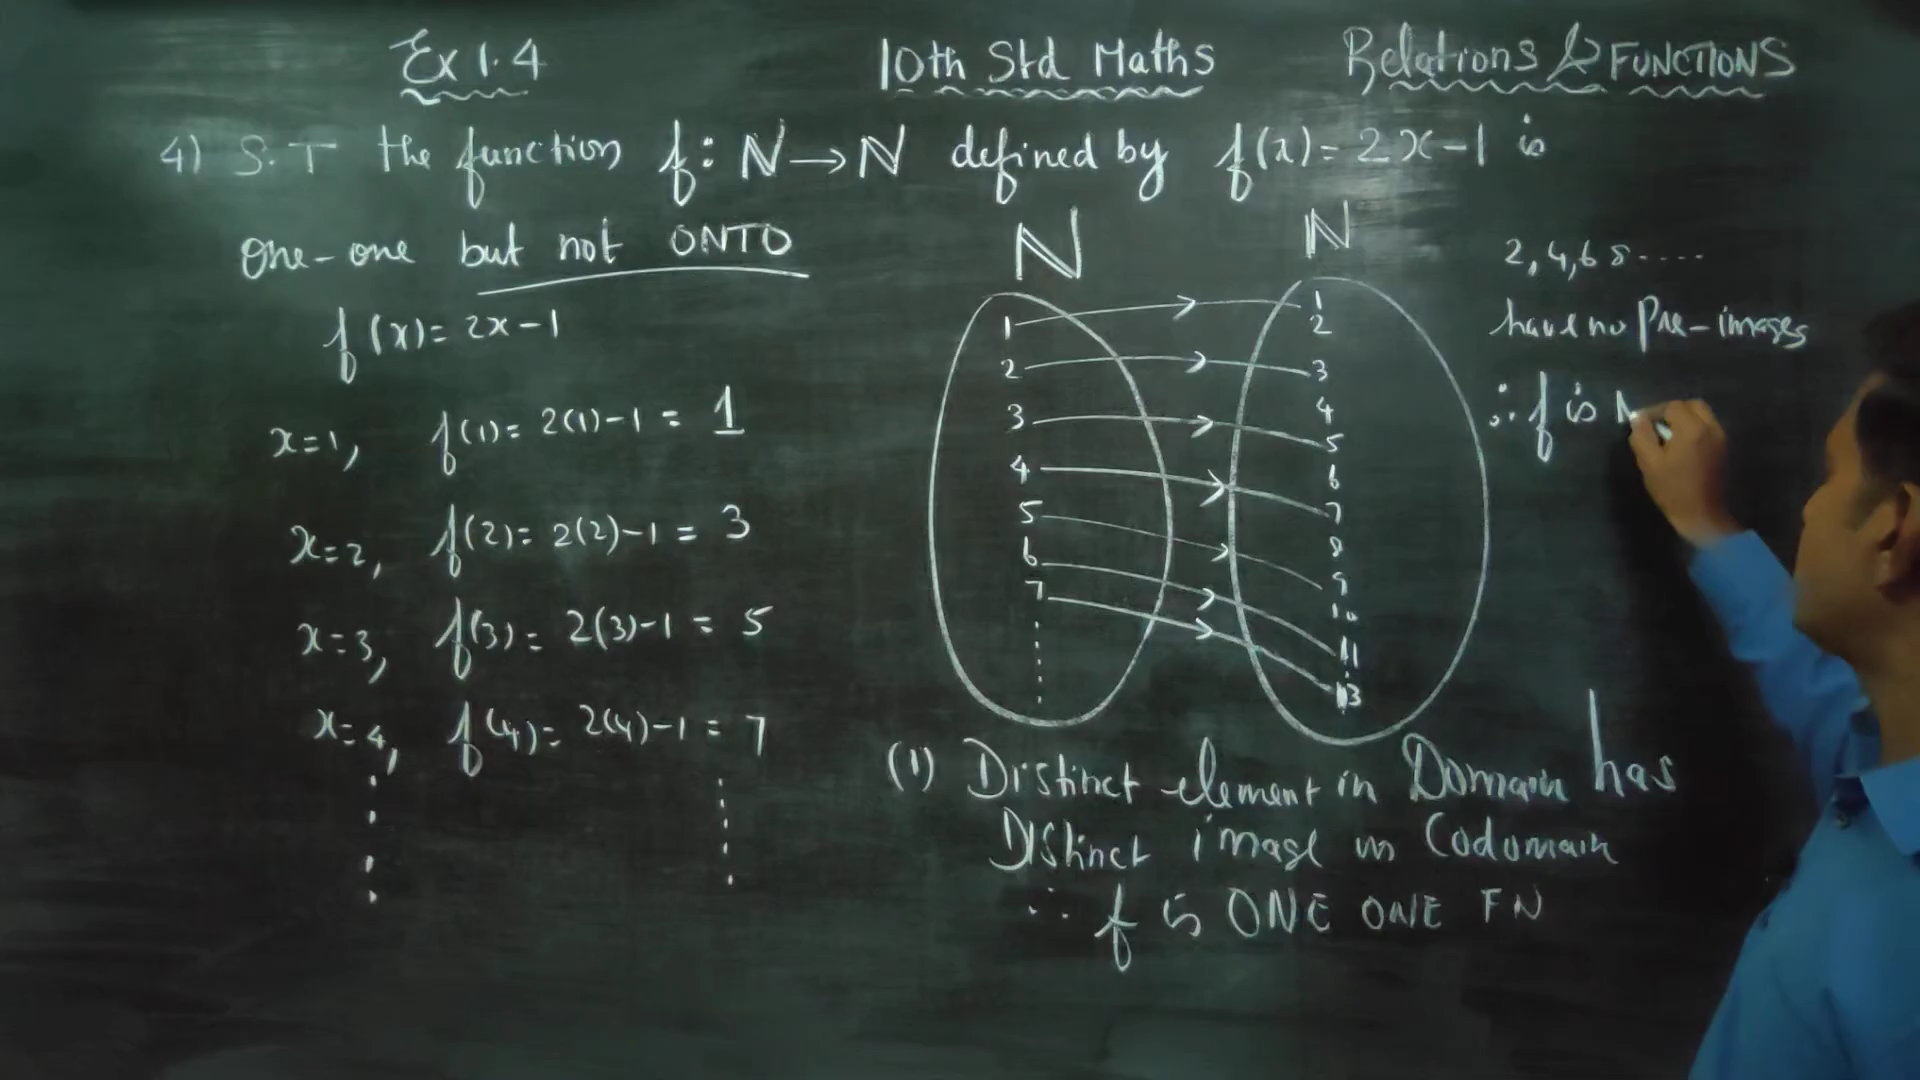 Ex 1.4
10th Std Maths
Relations & FUNCTIONS
4) S.T the function f: N→N defined by f(x) = 2x-1 is
One-one but not ONTO
f(x) = 2x-1
x=1, f(1) = 2(1)-1 = 1
x=2, f(2) = 2(2)-1 = 3
x=3, f(3) = 2(3)-1 = 5
x=4, f(4) = 2(4)-1 = 7
N
1
2
3
4
5
6
7
N
1
2
3
4
5
6
7
8
9
10
11
13
2, 4, 6 8 .....
have no Pre-images
∴ f is N
(1) Distinct element in Domain has
Distinct image in Codomain
∴ f is ONE ONE FN